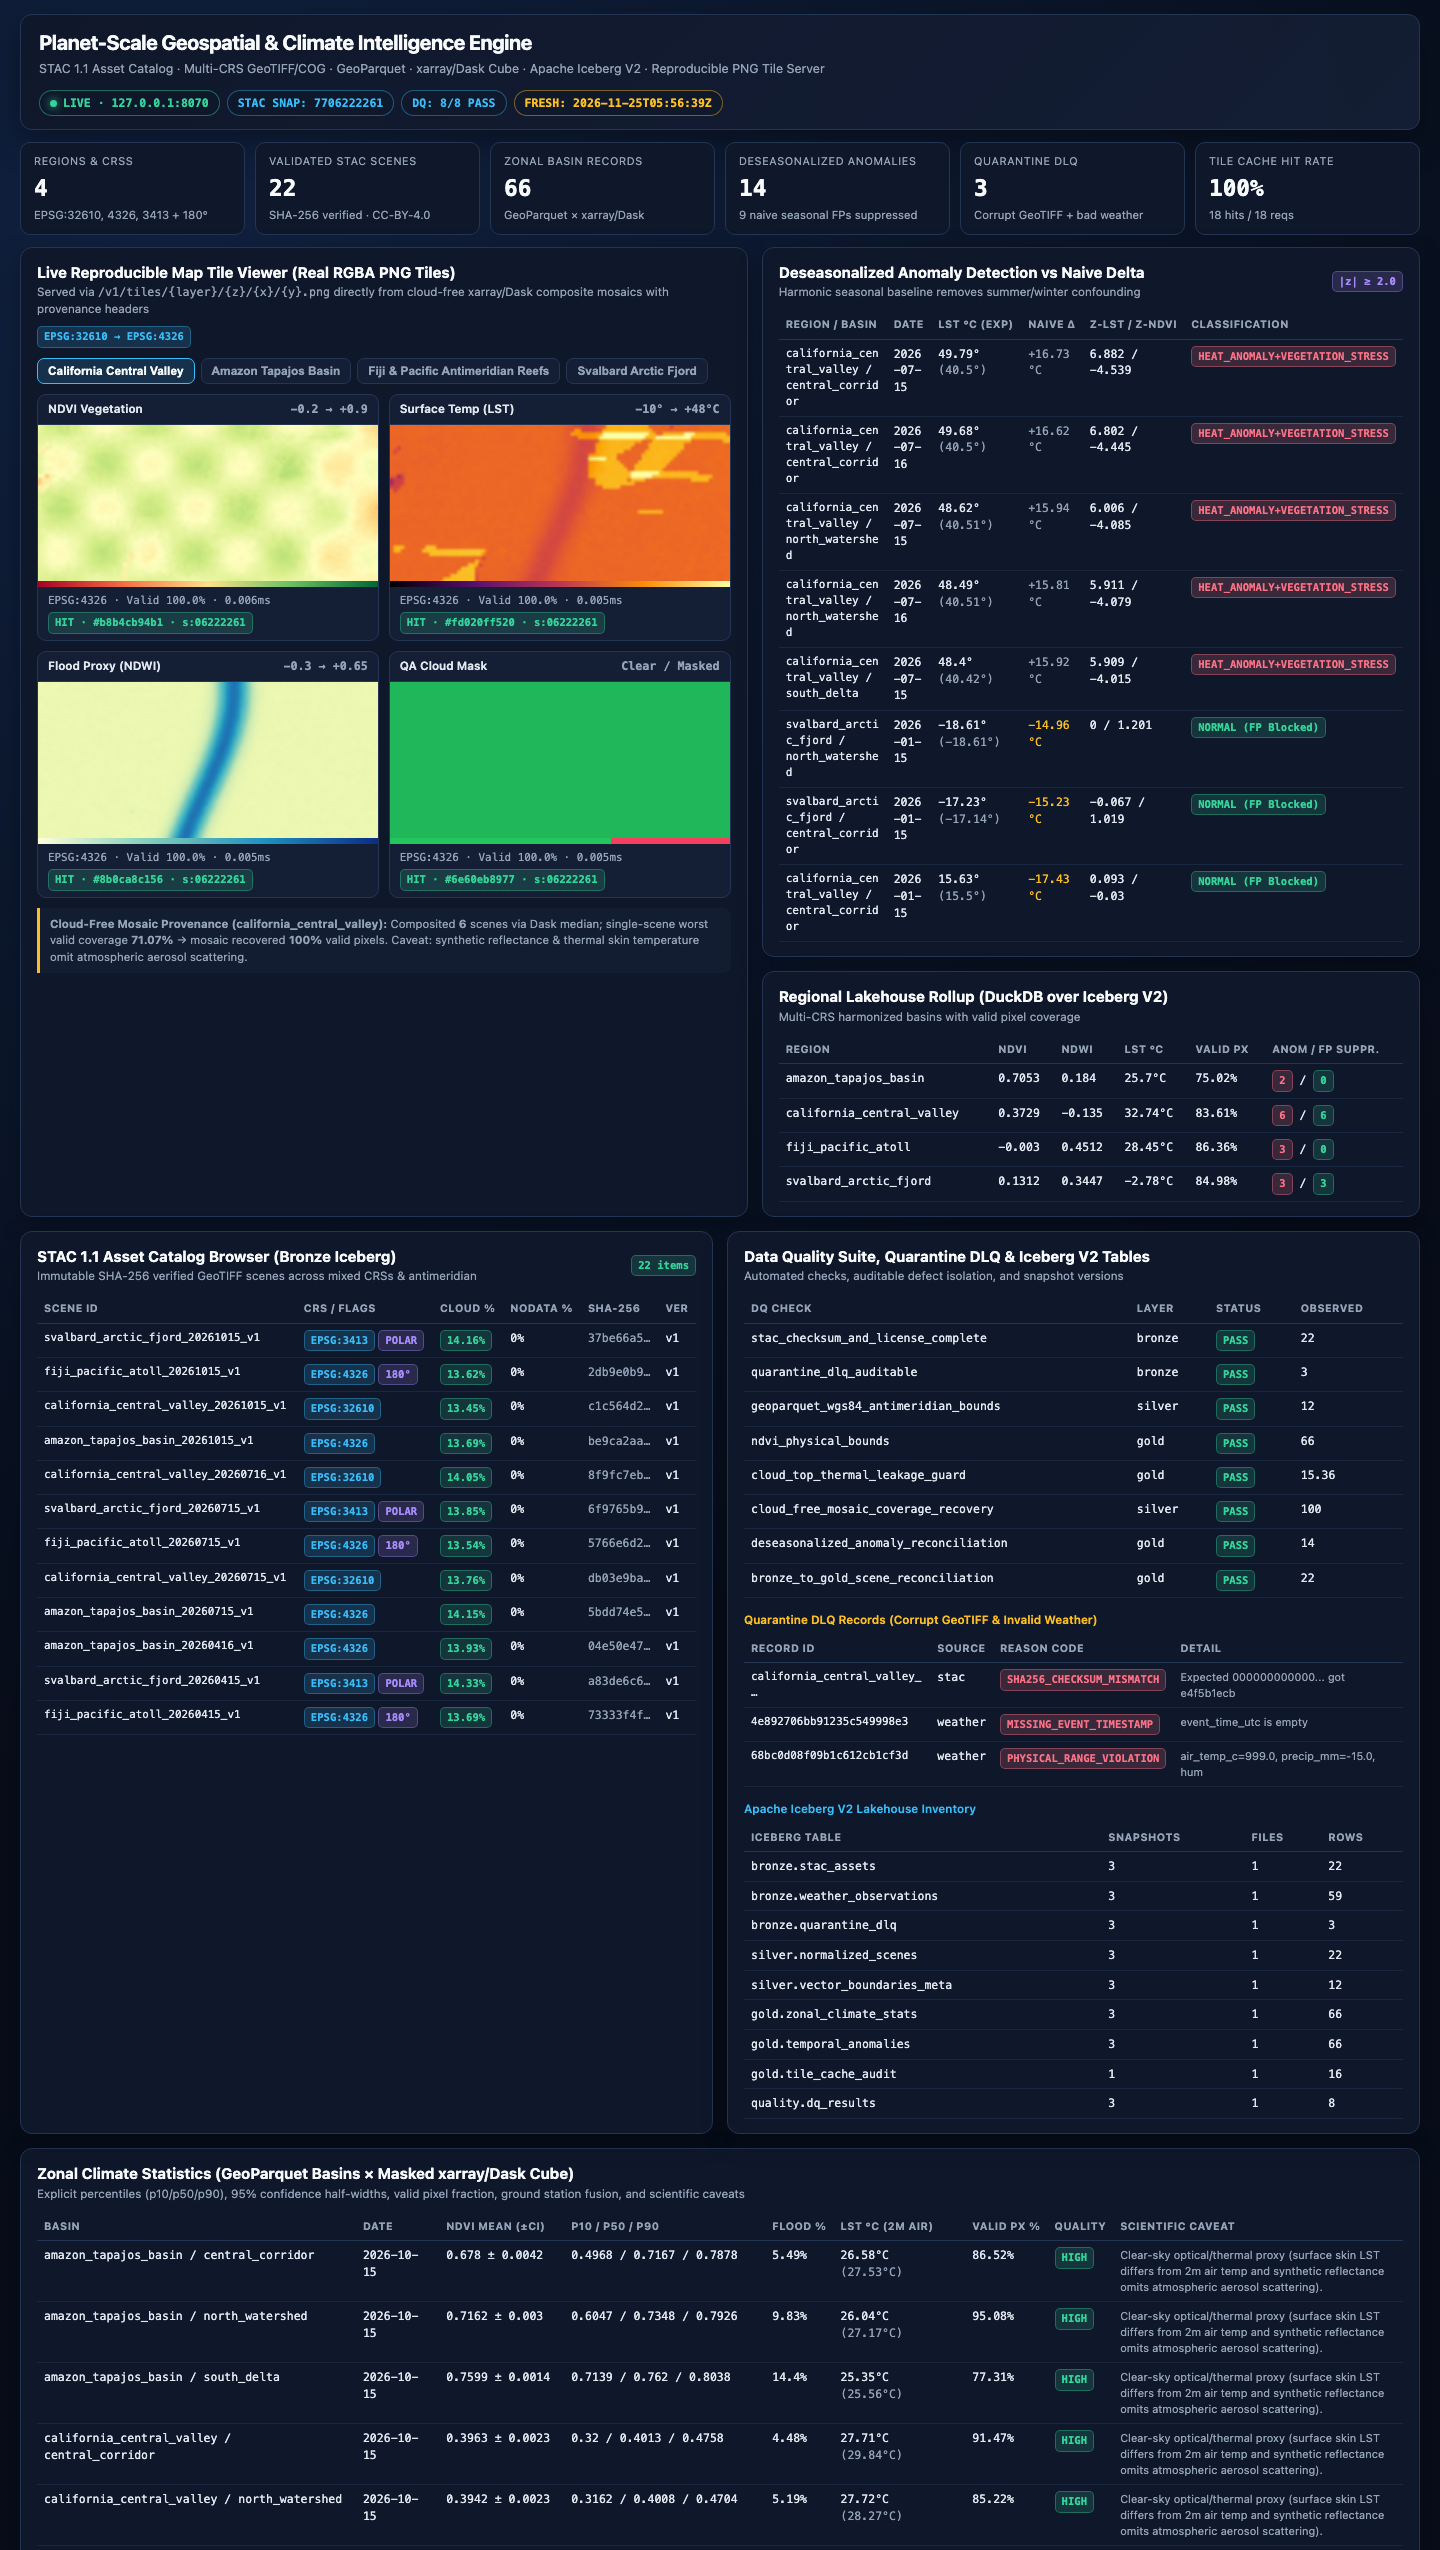 Planet-Scale Geospatial & Climate Intelligence Engine
STAC 1.1 Asset Catalog · Multi-CRS GeoTIFF/COG · GeoParquet · xarray/Dask Cube · Apache Iceberg V2 · Reproducible PNG Tile Server
LIVE · 127.0.0.1:8070
STAC SNAP: 7706222261
DQ: 8/8 PASS
FRESH: 2026-11-25T05:56:39Z
REGIONS & CRSS
4
EPSG:32610, 4326, 3413 + 180°
VALIDATED STAC SCENES
22
SHA-256 verified · CC-BY-4.0
ZONAL BASIN RECORDS
66
GeoParquet × xarray/Dask
DESEASONALIZED ANOMALIES
14
9 naive seasonal FPs suppressed
QUARANTINE DLQ
3
Corrupt GeoTIFF + bad weather
TILE CACHE HIT RATE
100%
18 hits / 18 reqs
Live Reproducible Map Tile Viewer (Real RGBA PNG Tiles)
Served via /v1/tiles/{layer}/{z}/{x}/{y}.png directly from cloud-free xarray/Dask composite mosaics with
provenance headers
EPSG:32610 → EPSG:4326
California Central Valley
Amazon Tapajos Basin
Fiji & Pacific Antimeridian Reefs
Svalbard Arctic Fjord
NDVI Vegetation −0.2 → +0.9
EPSG:4326 · Valid 100.0% · 0.006ms
HIT · #b8b4cb94b1 · s:06222261
Surface Temp (LST) −10° → +48°C
EPSG:4326 · Valid 100.0% · 0.005ms
HIT · #fd020ff520 · s:06222261
Flood Proxy (NDWI) −0.3 → +0.65
EPSG:4326 · Valid 100.0% · 0.005ms
HIT · #8b0ca8c156 · s:06222261
QA Cloud Mask Clear / Masked
EPSG:4326 · Valid 100.0% · 0.005ms
HIT · #6e60eb8977 · s:06222261
Cloud-Free Mosaic Provenance (california_central_valley): Composited 6 scenes via Dask median; single-scene worst
valid coverage 71.07% → mosaic recovered 100% valid pixels. Caveat: synthetic reflectance & thermal skin temperature
omit atmospheric aerosol scattering.
Deseasonalized Anomaly Detection vs Naive Delta
Harmonic seasonal baseline removes summer/winter confounding
|z| ≥ 2.0
REGION / BASIN DATE LST °C (EXP) NAIVE Δ Z-LST / Z-NDVI CLASSIFICATION
california_cen 2026 49.79° +16.73 6.882 / HEAT_ANOMALY+VEGETATION_STRESS
tral_valley / −07− (40.5°) °C −4.539
central_corrid 15
or
california_cen 2026 49.68° +16.62 6.802 / HEAT_ANOMALY+VEGETATION_STRESS
tral_valley / −07− (40.5°) °C −4.445
central_corrid 16
or
california_cen 2026 48.62° +15.94 6.006 / HEAT_ANOMALY+VEGETATION_STRESS
tral_valley / −07− (40.51°) °C −4.085
north_watershe 15
d
california_cen 2026 48.49° +15.81 5.911 / HEAT_ANOMALY+VEGETATION_STRESS
tral_valley / −07− (40.51°) °C −4.079
north_watershe 16
d
california_cen 2026 48.4° +15.92 5.909 / HEAT_ANOMALY+VEGETATION_STRESS
tral_valley / −07− (40.42°) °C −4.015
south_delta 15
svalbard_arcti 2026 −18.61° −14.96 0 / 1.201 NORMAL (FP Blocked)
c_fjord / −01− (−18.61°) °C
north_watershe 15
d
svalbard_arcti 2026 −17.23° −15.23 −0.067 / NORMAL (FP Blocked)
c_fjord / −01− (−17.14°) °C 1.019
central_corrid 15
or
california_cen 2026 15.63° −17.43 0.093 / NORMAL (FP Blocked)
tral_valley / −01− (15.5°) °C −0.03
central_corrid 15
or
Regional Lakehouse Rollup (DuckDB over Iceberg V2)
Multi-CRS harmonized basins with valid pixel coverage
REGION NDVI NDWI LST °C VALID PX ANOM / FP SUPPR.
amazon_tapajos_basin 0.7053 0.184 25.7°C 75.02% 2 / 0
california_central_valley 0.3729 −0.135 32.74°C 83.61% 6 / 6
fiji_pacific_atoll −0.003 0.4512 28.45°C 86.36% 3 / 0
svalbard_arctic_fjord 0.1312 0.3447 −2.78°C 84.98% 3 / 3
STAC 1.1 Asset Catalog Browser (Bronze Iceberg)
Immutable SHA-256 verified GeoTIFF scenes across mixed CRSs & antimeridian
22 items
SCENE ID CRS / FLAGS CLOUD % NODATA % SHA-256 VER
svalbard_arctic_fjord_20261015_v1 EPSG:3413 POLAR 14.16% 0% 37be66a5… v1
fiji_pacific_atoll_20261015_v1 EPSG:4326 180° 13.62% 0% 2db9e0b9… v1
california_central_valley_20261015_v1 EPSG:32610 13.45% 0% c1c564d2… v1
amazon_tapajos_basin_20261015_v1 EPSG:4326 13.69% 0% be9ca2aa… v1
california_central_valley_20260716_v1 EPSG:32610 14.05% 0% 8f9fc7eb… v1
svalbard_arctic_fjord_20260715_v1 EPSG:3413 POLAR 13.85% 0% 6f9765b9… v1
fiji_pacific_atoll_20260715_v1 EPSG:4326 180° 13.54% 0% 5766e6d2… v1
california_central_valley_20260715_v1 EPSG:32610 13.76% 0% db03e9ba… v1
amazon_tapajos_basin_20260715_v1 EPSG:4326 14.15% 0% 5bdd74e5… v1
amazon_tapajos_basin_20260416_v1 EPSG:4326 13.93% 0% 04e50e47… v1
svalbard_arctic_fjord_20260415_v1 EPSG:3413 POLAR 14.33% 0% a83de6c6… v1
fiji_pacific_atoll_20260415_v1 EPSG:4326 180° 13.69% 0% 73333f4f… v1
Data Quality Suite, Quarantine DLQ & Iceberg V2 Tables
Automated checks, auditable defect isolation, and snapshot versions
DQ CHECK LAYER STATUS OBSERVED
stac_checksum_and_license_complete bronze PASS 22
quarantine_dlq_auditable bronze PASS 3
geoparquet_wgs84_antimeridian_bounds silver PASS 12
ndvi_physical_bounds gold PASS 66
cloud_top_thermal_leakage_guard gold PASS 15.36
cloud_free_mosaic_coverage_recovery silver PASS 100
deseasonalized_anomaly_reconciliation gold PASS 14
bronze_to_gold_scene_reconciliation gold PASS 22
Quarantine DLQ Records (Corrupt GeoTIFF & Invalid Weather)
RECORD ID SOURCE REASON CODE DETAIL
california_central_valley_ stac SHA256_CHECKSUM_MISMATCH Expected 000000000000... got
… e4f5b1ecb
4e892706bb91235c549998e3 weather MISSING_EVENT_TIMESTAMP event_time_utc is empty
68bc0d08f09b1c612cb1cf3d weather PHYSICAL_RANGE_VIOLATION air_temp_c=999.0, precip_mm=-15.0,
hum
Apache Iceberg V2 Lakehouse Inventory
ICEBERG TABLE SNAPSHOTS FILES ROWS
bronze.stac_assets 3 1 22
bronze.weather_observations 3 1 59
bronze.quarantine_dlq 3 1 3
silver.normalized_scenes 3 1 22
silver.vector_boundaries_meta 3 1 12
gold.zonal_climate_stats 3 1 66
gold.temporal_anomalies 3 1 66
gold.tile_cache_audit 1 1 16
quality.dq_results 3 1 8
Zonal Climate Statistics (GeoParquet Basins × Masked xarray/Dask Cube)
Explicit percentiles (p10/p50/p90), 95% confidence half-widths, valid pixel fraction, ground station fusion, and scientific caveats
BASIN DATE NDVI MEAN (±CI) P10 / P50 / P90 FLOOD % LST °C (2M AIR) VALID PX % QUALITY SCIENTIFIC CAVEAT
amazon_tapajos_basin / central_corridor 2026-10- 0.678 ± 0.0042 0.4968 / 0.7167 / 0.7878 5.49% 26.58°C 86.52% HIGH Clear-sky optical/thermal proxy (surface skin LST
15 (27.53°C) differs from 2m air temp and synthetic reflectance
omits atmospheric aerosol scattering).
amazon_tapajos_basin / north_watershed 2026-10- 0.7162 ± 0.003 0.6047 / 0.7348 / 0.7926 9.83% 26.04°C 95.08% HIGH Clear-sky optical/thermal proxy (surface skin LST
15 (27.17°C) differs from 2m air temp and synthetic reflectance
omits atmospheric aerosol scattering).
amazon_tapajos_basin / south_delta 2026-10- 0.7599 ± 0.0014 0.7139 / 0.762 / 0.8038 14.4% 25.35°C 77.31% HIGH Clear-sky optical/thermal proxy (surface skin LST
15 (25.56°C) differs from 2m air temp and synthetic reflectance
omits atmospheric aerosol scattering).
california_central_valley / 2026-10- 0.3963 ± 0.0023 0.32 / 0.4013 / 0.4758 4.48% 27.71°C 91.47% HIGH Clear-sky optical/thermal proxy (surface skin LST
central_corridor 15 (29.84°C) differs from 2m air temp and synthetic reflectance
omits atmospheric aerosol scattering).
california_central_valley / north_watershed 2026-10- 0.3942 ± 0.0023 0.3162 / 0.4008 / 0.4704 5.19% 27.72°C 85.22% HIGH Clear-sky optical/thermal proxy (surface skin LST
15 (28.27°C) differs from 2m air temp and synthetic reflectance
omits atmospheric aerosol scattering).